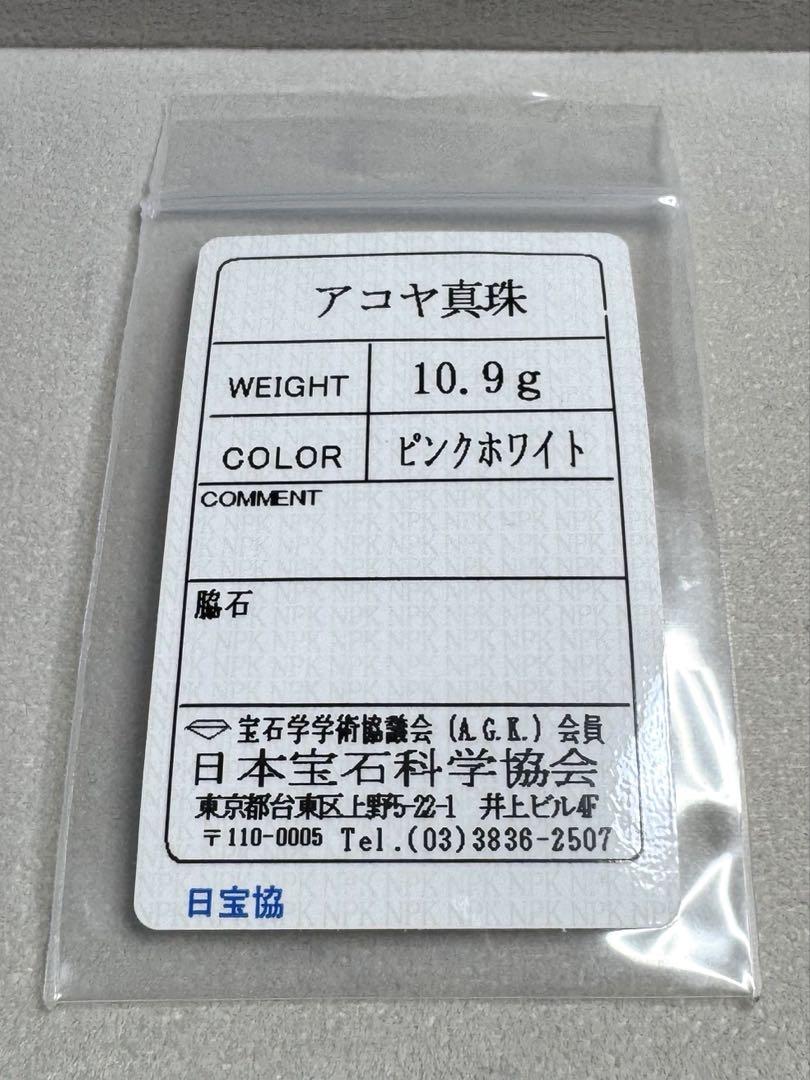 アコヤ真珠
WEIGHT 10.9g
COLOR ピンクホワイト
COMMENT
脇石
宝石学学術協議会(A.G.K.)会員
日本宝石科学協会
東京都台東区上野5-22-1 井上ビル4F
〒110-0005 Tel.(03)3836-2507
日宝協